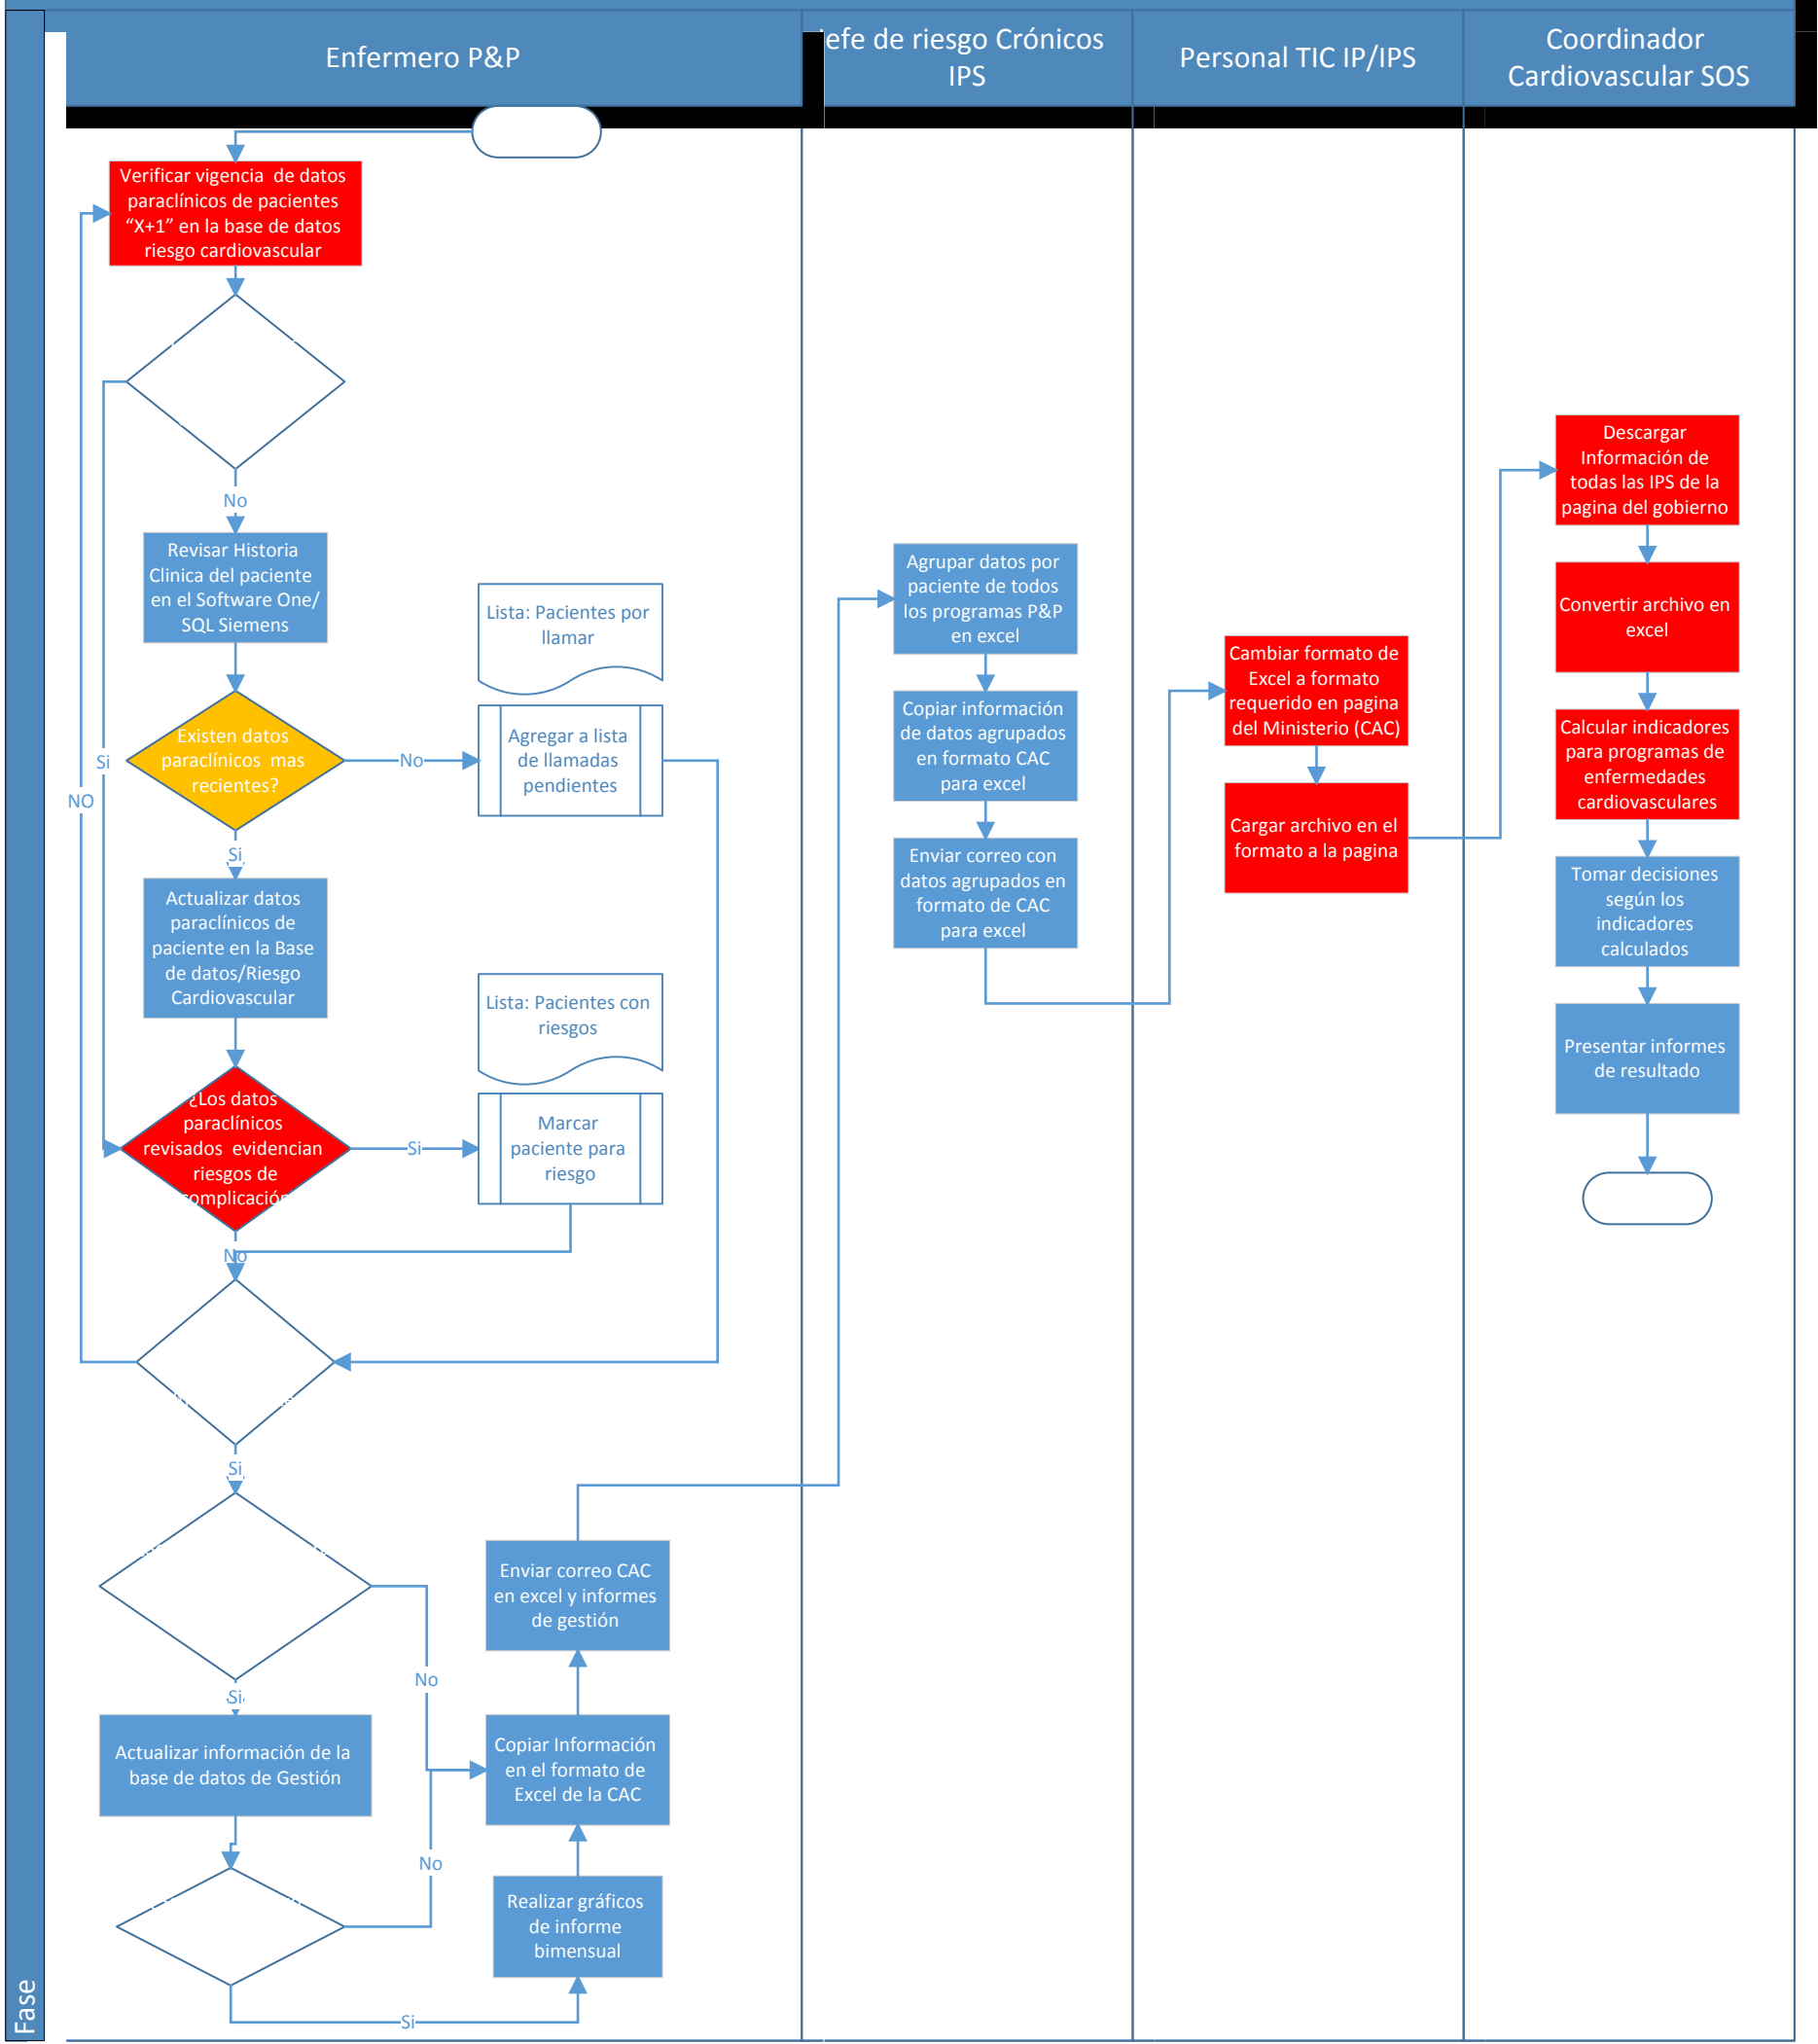 Enfermero P&P
Jefe de riesgo Crónicos
IPS
Personal TIC IP/IPS
Coordinador
Cardiovascular SOS
Fase
Verificar vigencia de datos
paraclínicos de pacientes
“X+1” en la base de datos
riesgo cardiovascular
No
Si
NO
Revisar Historia
Clinica del paciente
en el Software One/
SQL Siemens
Lista: Pacientes por
llamar
Existen datos
paraclínicos mas
recientes?
No
Agregar a lista
de llamadas
pendientes
Si
Actualizar datos
paraclínicos de
paciente en la Base
de datos/Riesgo
Cardiovascular
Lista: Pacientes con
riesgos
¿Los datos
paraclínicos
revisados evidencian
riesgos de
complicación
Si
Marcar
paciente para
riesgo
No
Si
No
Si
Actualizar información de la
base de datos de Gestión
No
Si
Enviar correo CAC
en excel y informes
de gestión
Copiar Información
en el formato de
Excel de la CAC
Realizar gráficos
de informe
bimensual
Agrupar datos por
paciente de todos
los programas P&P
en excel
Copiar información
de datos agrupados
en formato CAC
para excel
Enviar correo con
datos agrupados en
formato de CAC
para excel
Cambiar formato de
Excel a formato
requerido en pagina
del Ministerio (CAC)
Cargar archivo en el
formato a la pagina
Descargar
Información de
todas las IPS de la
pagina del gobierno
Convertir archivo en
excel
Calcular indicadores
para programas de
enfermedades
cardiovasculares
Tomar decisiones
según los
indicadores
calculados
Presentar informes
de resultado